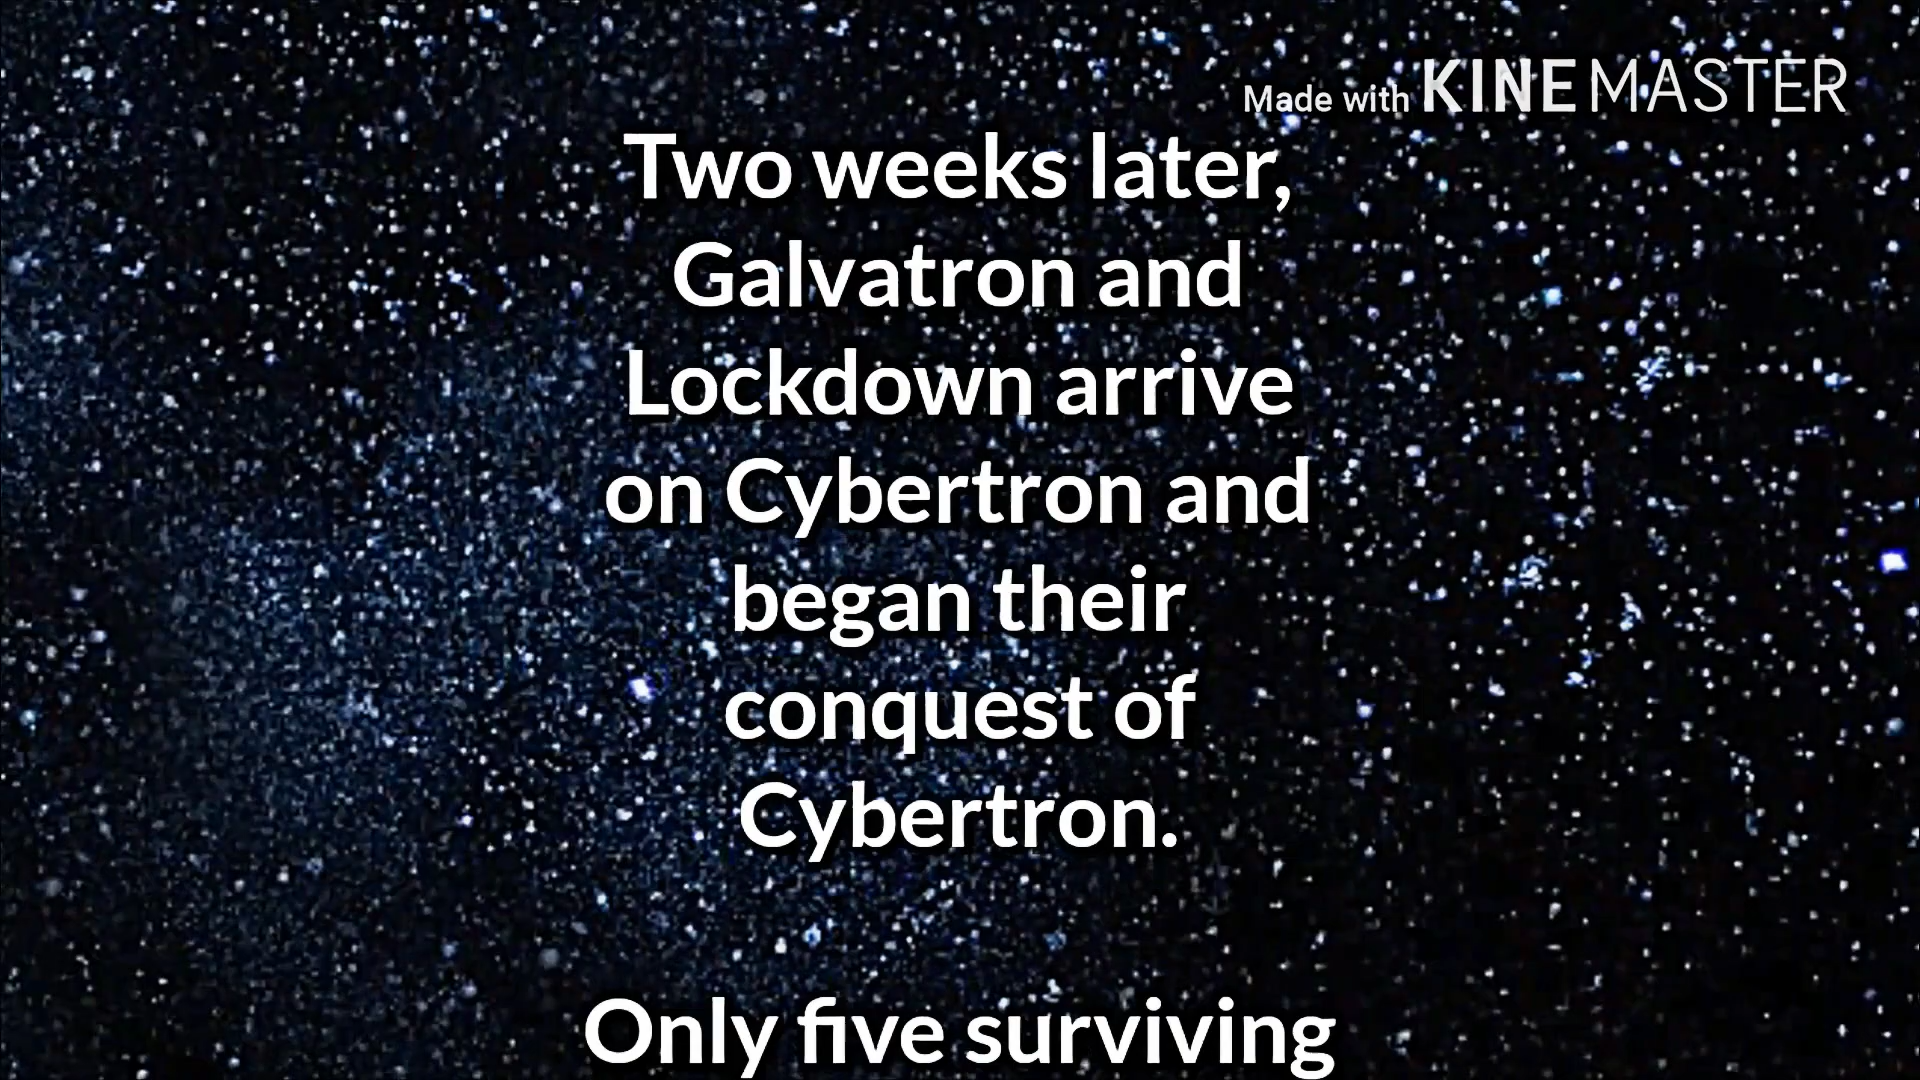 Made with KINEMASTER
Two weeks later,
Galvatron and
Lockdown arrive
on Cybertron and
began their
conquest of
Cybertron.
Only five surviving